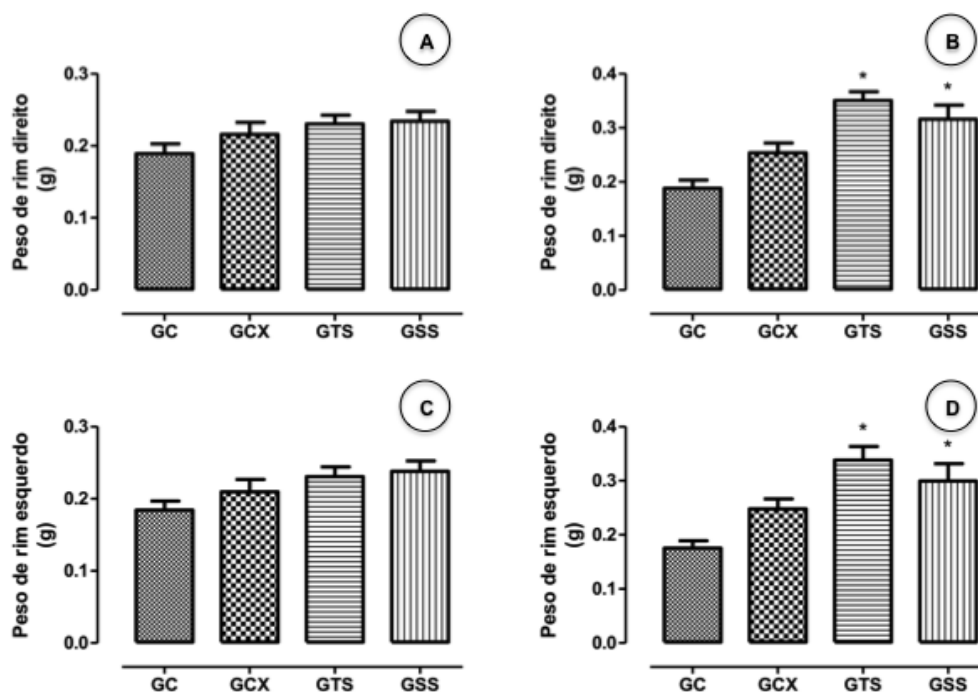 A
Peso de rim direito
(g)
0.3
0.2
0.1
0.0
GC GCX GTS GSS
B
Peso de rim direito
(g)
0.4
0.3
0.2
0.1
0.0
* *
GC GCX GTS GSS
C
Peso de rim esquerdo
(g)
0.3
0.2
0.1
0.0
GC GCX GTS GSS
D
Peso de rim esquerdo
(g)
0.4
0.3
0.2
0.1
0.0
* *
GC GCX GTS GSS